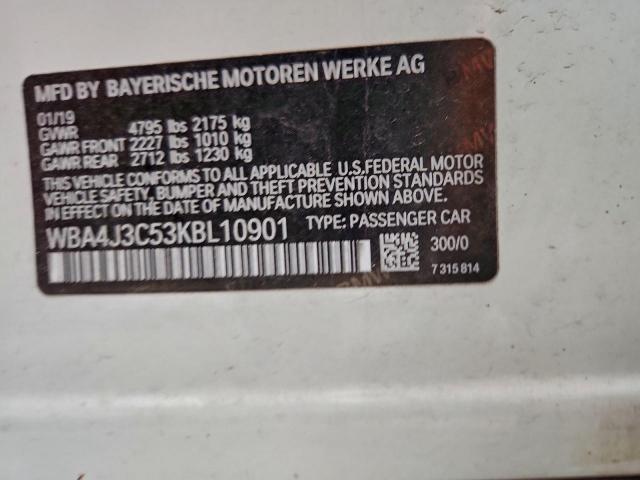 MFD BY BAYERISCHE MOTOREN WERKE AG
01/19
GVWR 4795 lbs 2175 kg
GAWR FRONT 2227 lbs 1010 kg
GAWR REAR 2712 lbs 1230 kg
THIS VEHICLE CONFORMS TO ALL APPLICABLE U.S.FEDERAL MOTOR
VEHICLE SAFETY, BUMPER AND THEFT PREVENTION STANDARDS
IN EFFECT ON THE DATE OF MANUFACTURE SHOWN ABOVE.
WBA4J3C53KBL10901 TYPE: PASSENGER CAR
300/0
7 315 814